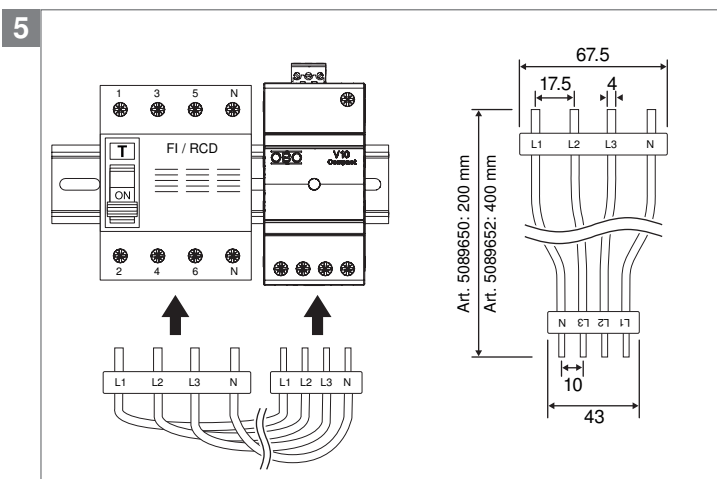 5
1 3 5 N
T
FI / RCD
ON
2 4 6 N
OBO
V10
Compact
L1 L2 L3 N
L1 L2 L3 N
67.5
17.5 4
L1 L2 L3 N
Art. 5089650: 200 mm
Art. 5089652: 400 mm
N L3 L2 L1
10
43